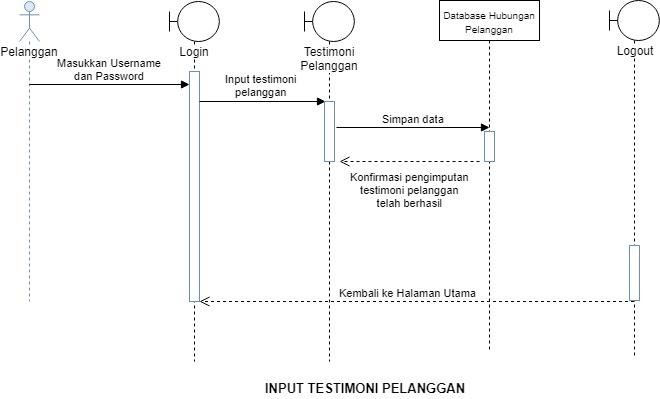 Pelanggan
Login
Testimoni
Pelanggan
Database Hubungan
Pelanggan
Logout
Masukkan Username
dan Password
Input testimoni
pelanggan
Simpan data
Konfirmasi pengimputan
testimoni pelanggan
telah berhasil
Kembali ke Halaman Utama
INPUT TESTIMONI PELANGGAN